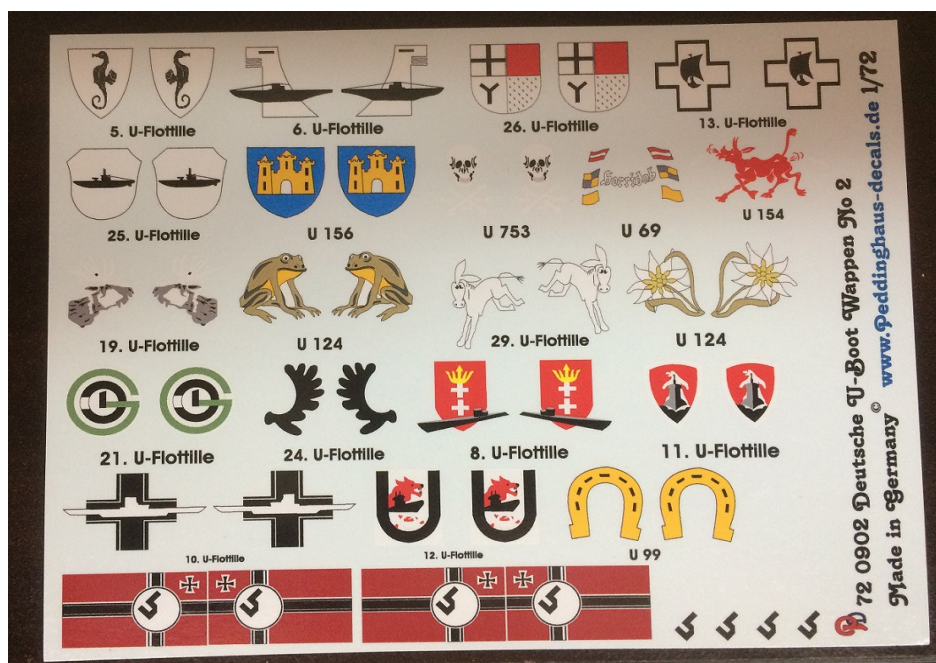 5. U-Flottille
6. U-Flottille
26. U-Flottille
13. U-Flottille
25. U-Flottille
U 156
U 753
Horridoh
U 69
U 154
19. U-Flottille
U 124
29. U-Flottille
U 124
21. U-Flottille
24. U-Flottille
8. U-Flottille
11. U-Flottille
10. U-Flottille
12. U-Flottille
U 99
PD 72 0902 Deutsche U-Boot Wappen No 2
Made in Germany © www.Peddinghaus-decals.de 1/72